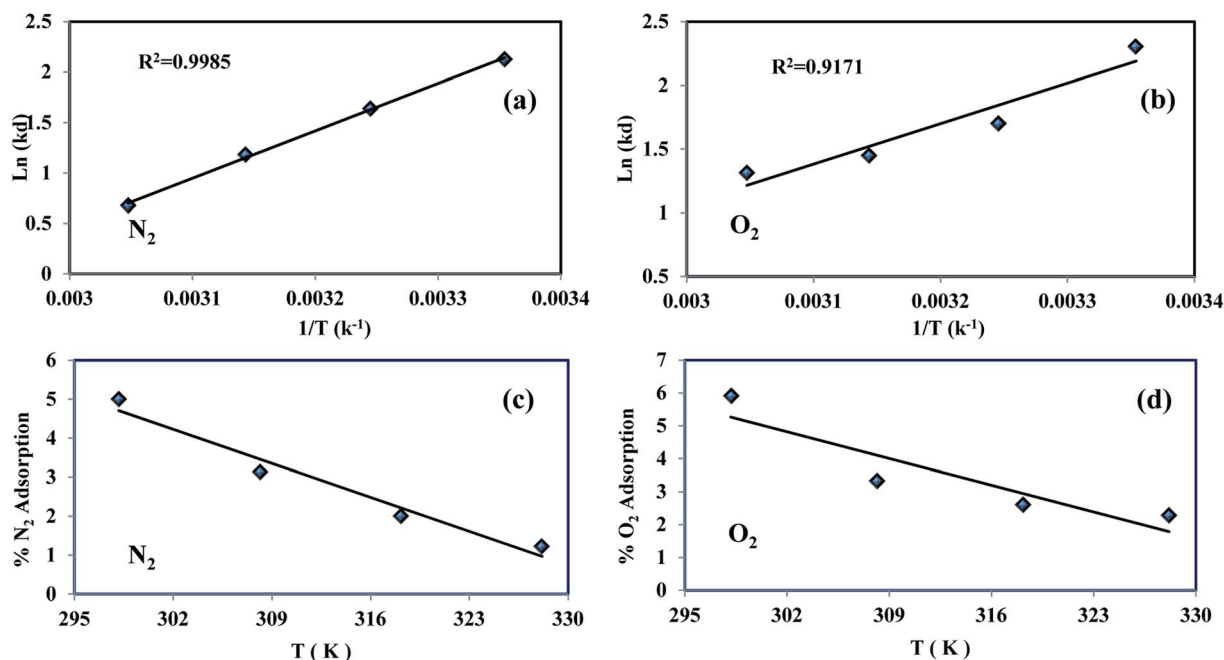 2.5
2
1.5
1
0.5
0
Ln (kd)
R²=0.9985
(a)
N₂
0.003 0.0031 0.0032 0.0033 0.0034
1/T (k⁻¹)
2.5
2
1.5
1
0.5
Ln (kd)
R²=0.9171
(b)
O₂
0.003 0.0031 0.0032 0.0033 0.0034
1/T (k⁻¹)
6
5
4
3
2
1
0
% N₂ Adsorption
(c)
N₂
295 302 309 316 323 330
T ( K )
7
6
5
4
3
2
1
0
% O₂ Adsorption
(d)
O₂
295 302 309 316 323 330
T ( K )